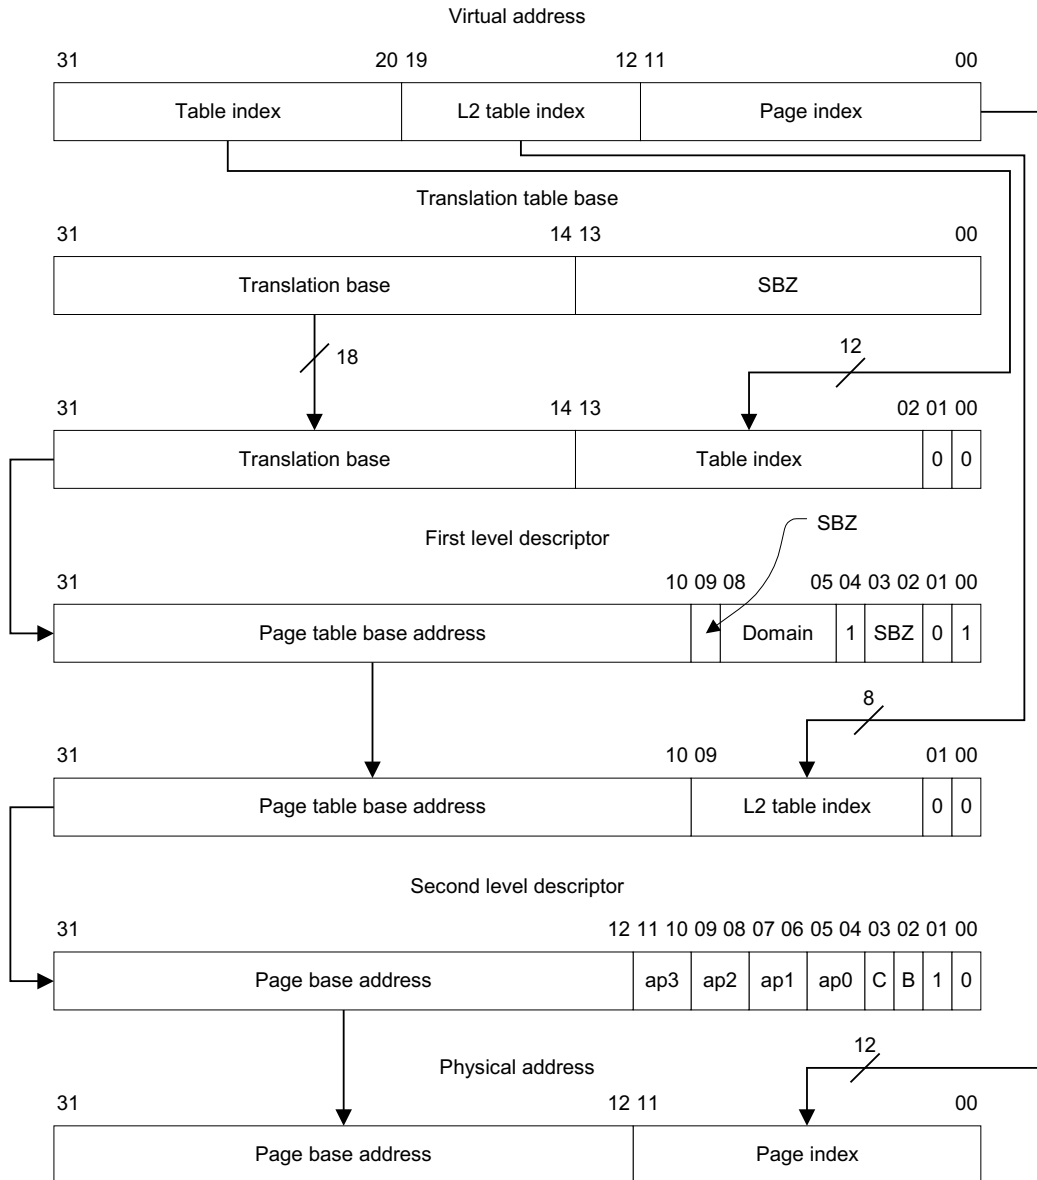 Virtual address
31 20 19 12 11 00
Table index L2 table index Page index
Translation table base
31 14 13 00
Translation base SBZ
18 12
31 14 13 02 01 00
Translation base Table index 0 0
SBZ
First level descriptor
31 10 09 08 05 04 03 02 01 00
Page table base address Domain 1 SBZ 0 1
8
31 10 09 01 00
Page table base address L2 table index 0 0
Second level descriptor
31 12 11 10 09 08 07 06 05 04 03 02 01 00
Page base address ap3 ap2 ap1 ap0 C B 1 0
12
Physical address
31 12 11 00
Page base address Page index